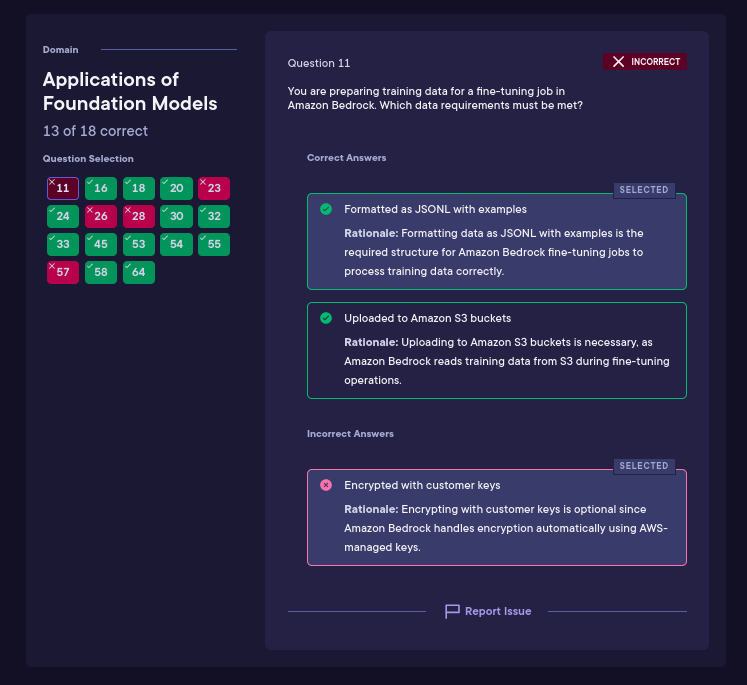 Domain
Applications of
Foundation Models
13 of 18 correct
Question Selection
11 16 18 20 23
24 26 28 30 32
33 45 53 54 55
57 58 64
Question 11
INCORRECT
You are preparing training data for a fine-tuning job in
Amazon Bedrock. Which data requirements must be met?
Correct Answers
SELECTED
Formatted as JSONL with examples
Rationale: Formatting data as JSONL with examples is the
required structure for Amazon Bedrock fine-tuning jobs to
process training data correctly.
Uploaded to Amazon S3 buckets
Rationale: Uploading to Amazon S3 buckets is necessary, as
Amazon Bedrock reads training data from S3 during fine-tuning
operations.
Incorrect Answers
SELECTED
Encrypted with customer keys
Rationale: Encrypting with customer keys is optional since
Amazon Bedrock handles encryption automatically using AWS-
managed keys.
Report Issue